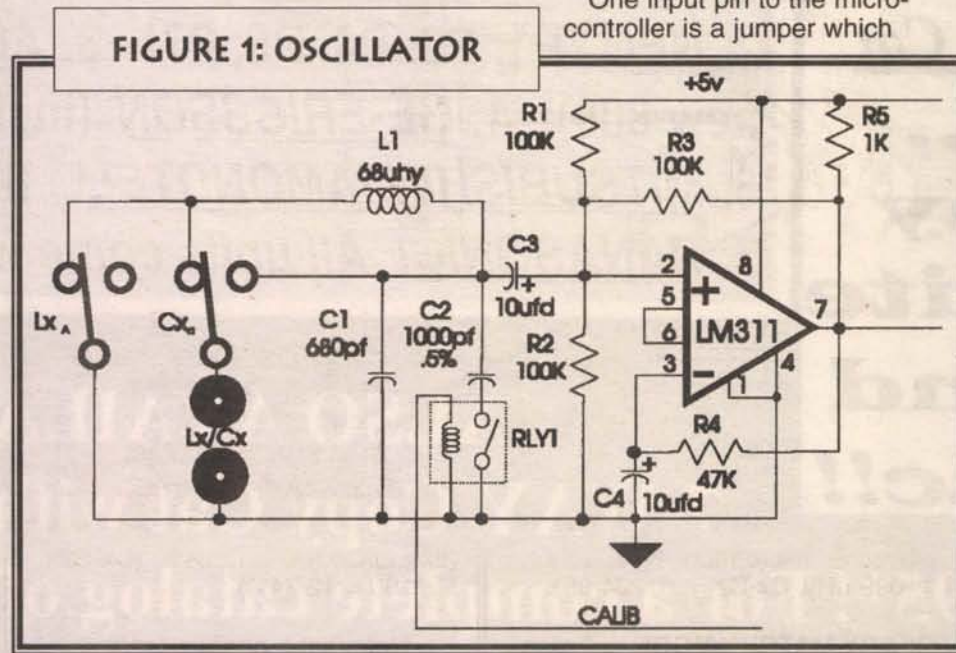 One input pin to the micro-
controller is a jumper which
FIGURE 1: OSCILLATOR
+5v
R1
100K
R3
100K
R5
1K
L1
68uhy
C3
+
10ufd
Lx A
Cx
C1
680pf
C2
1000pf
.5%
R2
100K
2
5
6
3
8
+
-
LM311
7
4
1
Lx/Cx
RLY1
R4
47K
+
C4
10ufd
CALIB